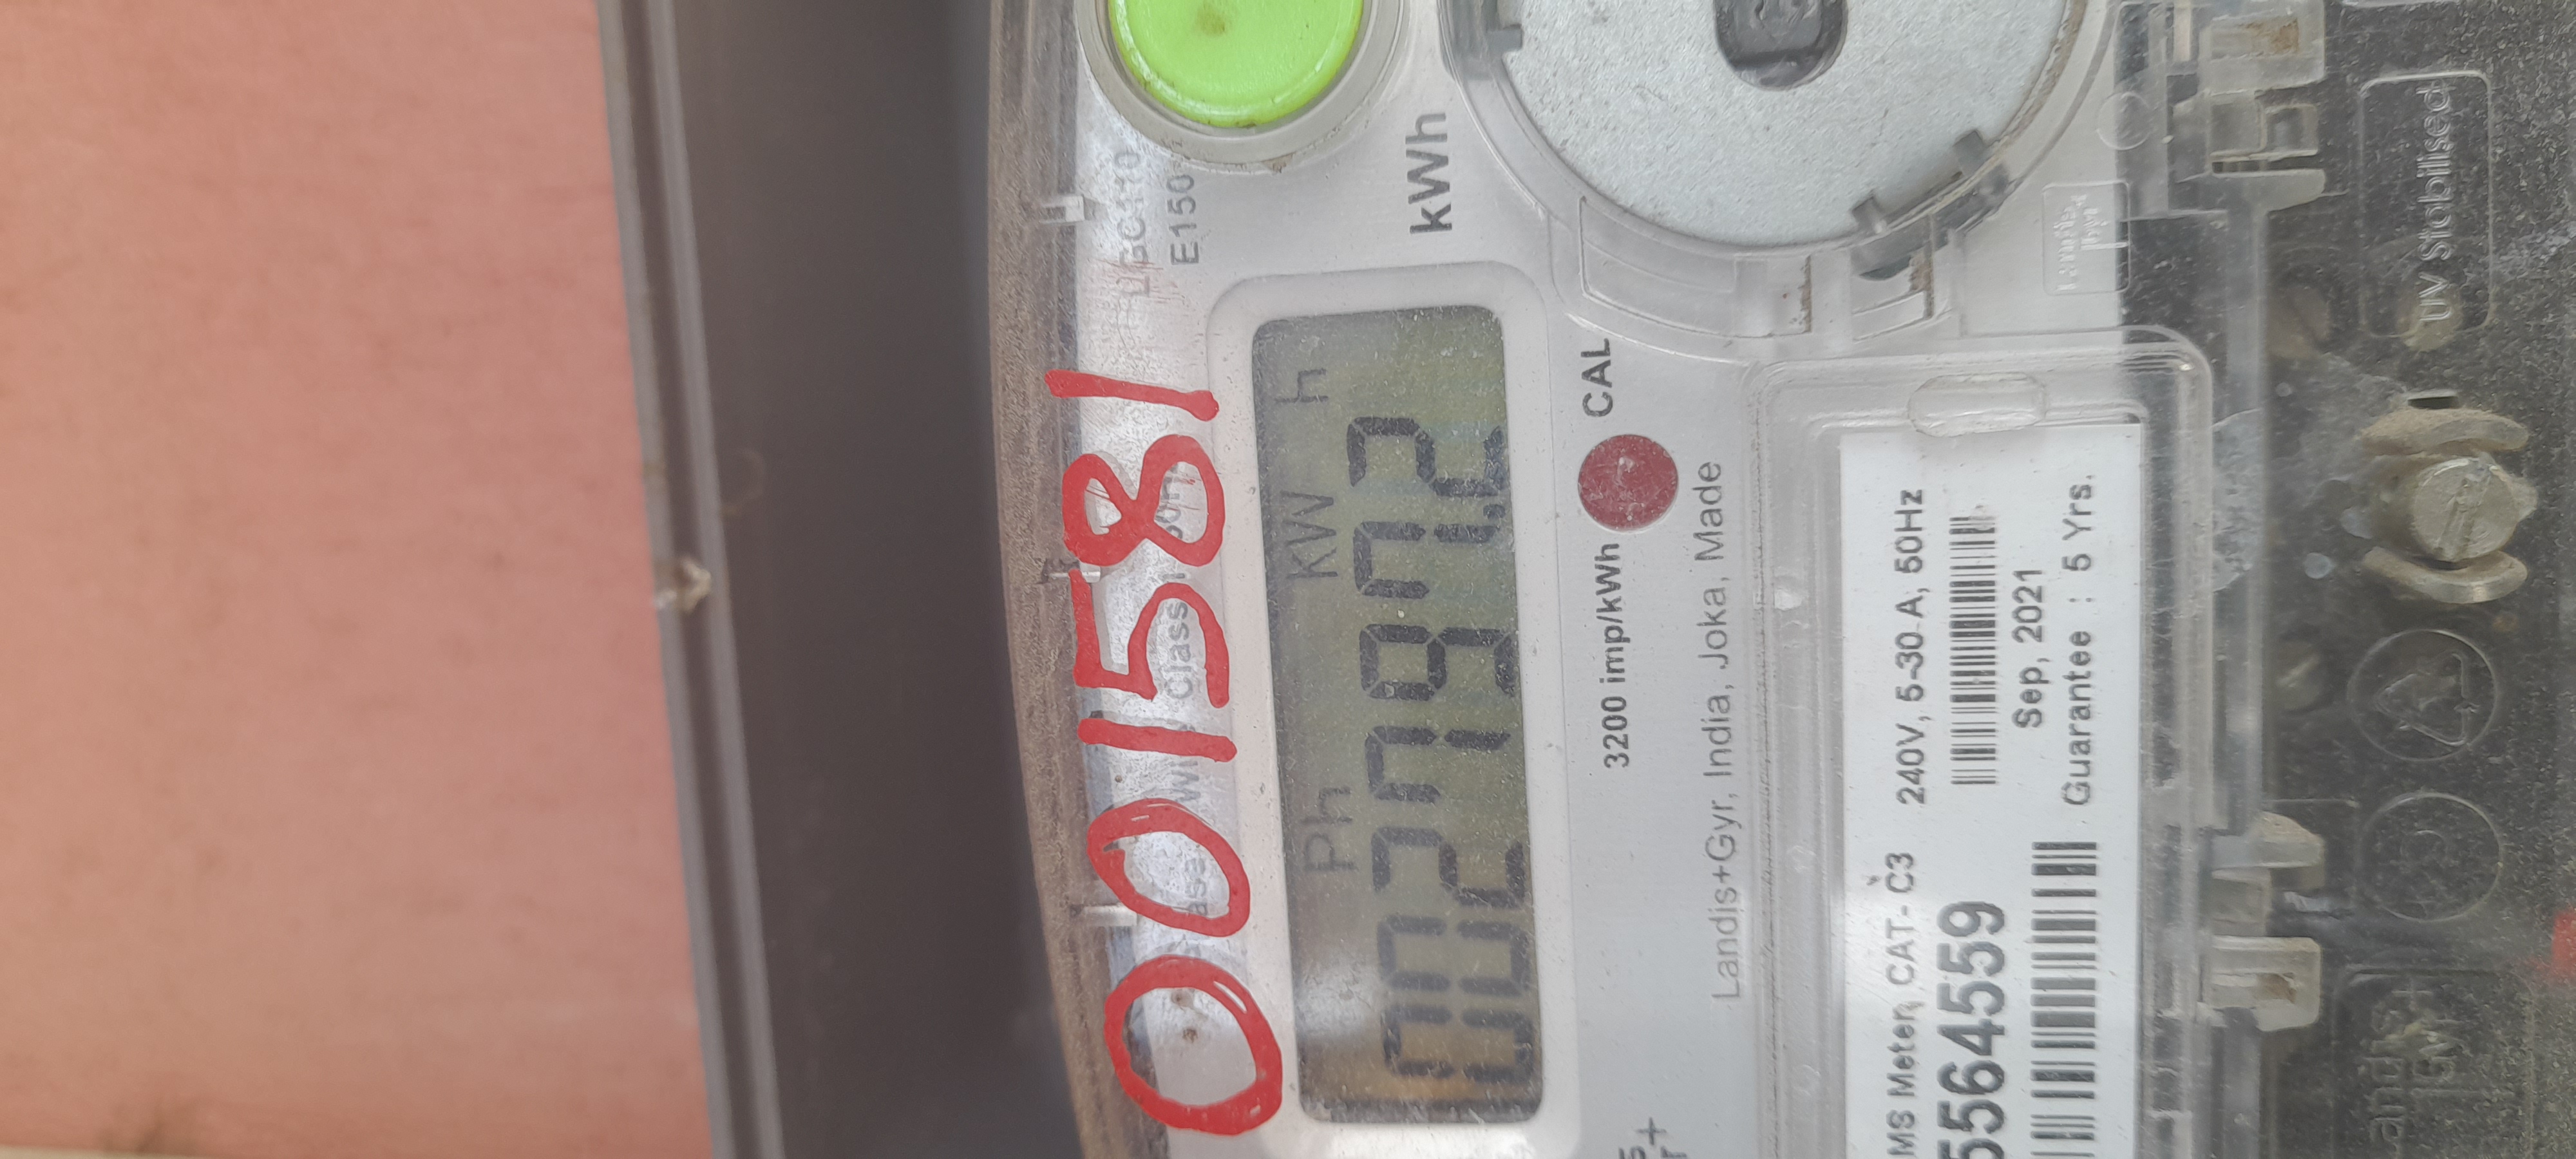 E150
001581
Class
Ph KW h
002797.2
kWh
3200 imp/kWh CAL
Landis+Gyr, India, Joka, Made
MS Meter, CAT- C3 240V, 5-30 A, 50Hz
5564559
Sep, 2021
Guarantee : 5 Yrs.
UV Stabilised